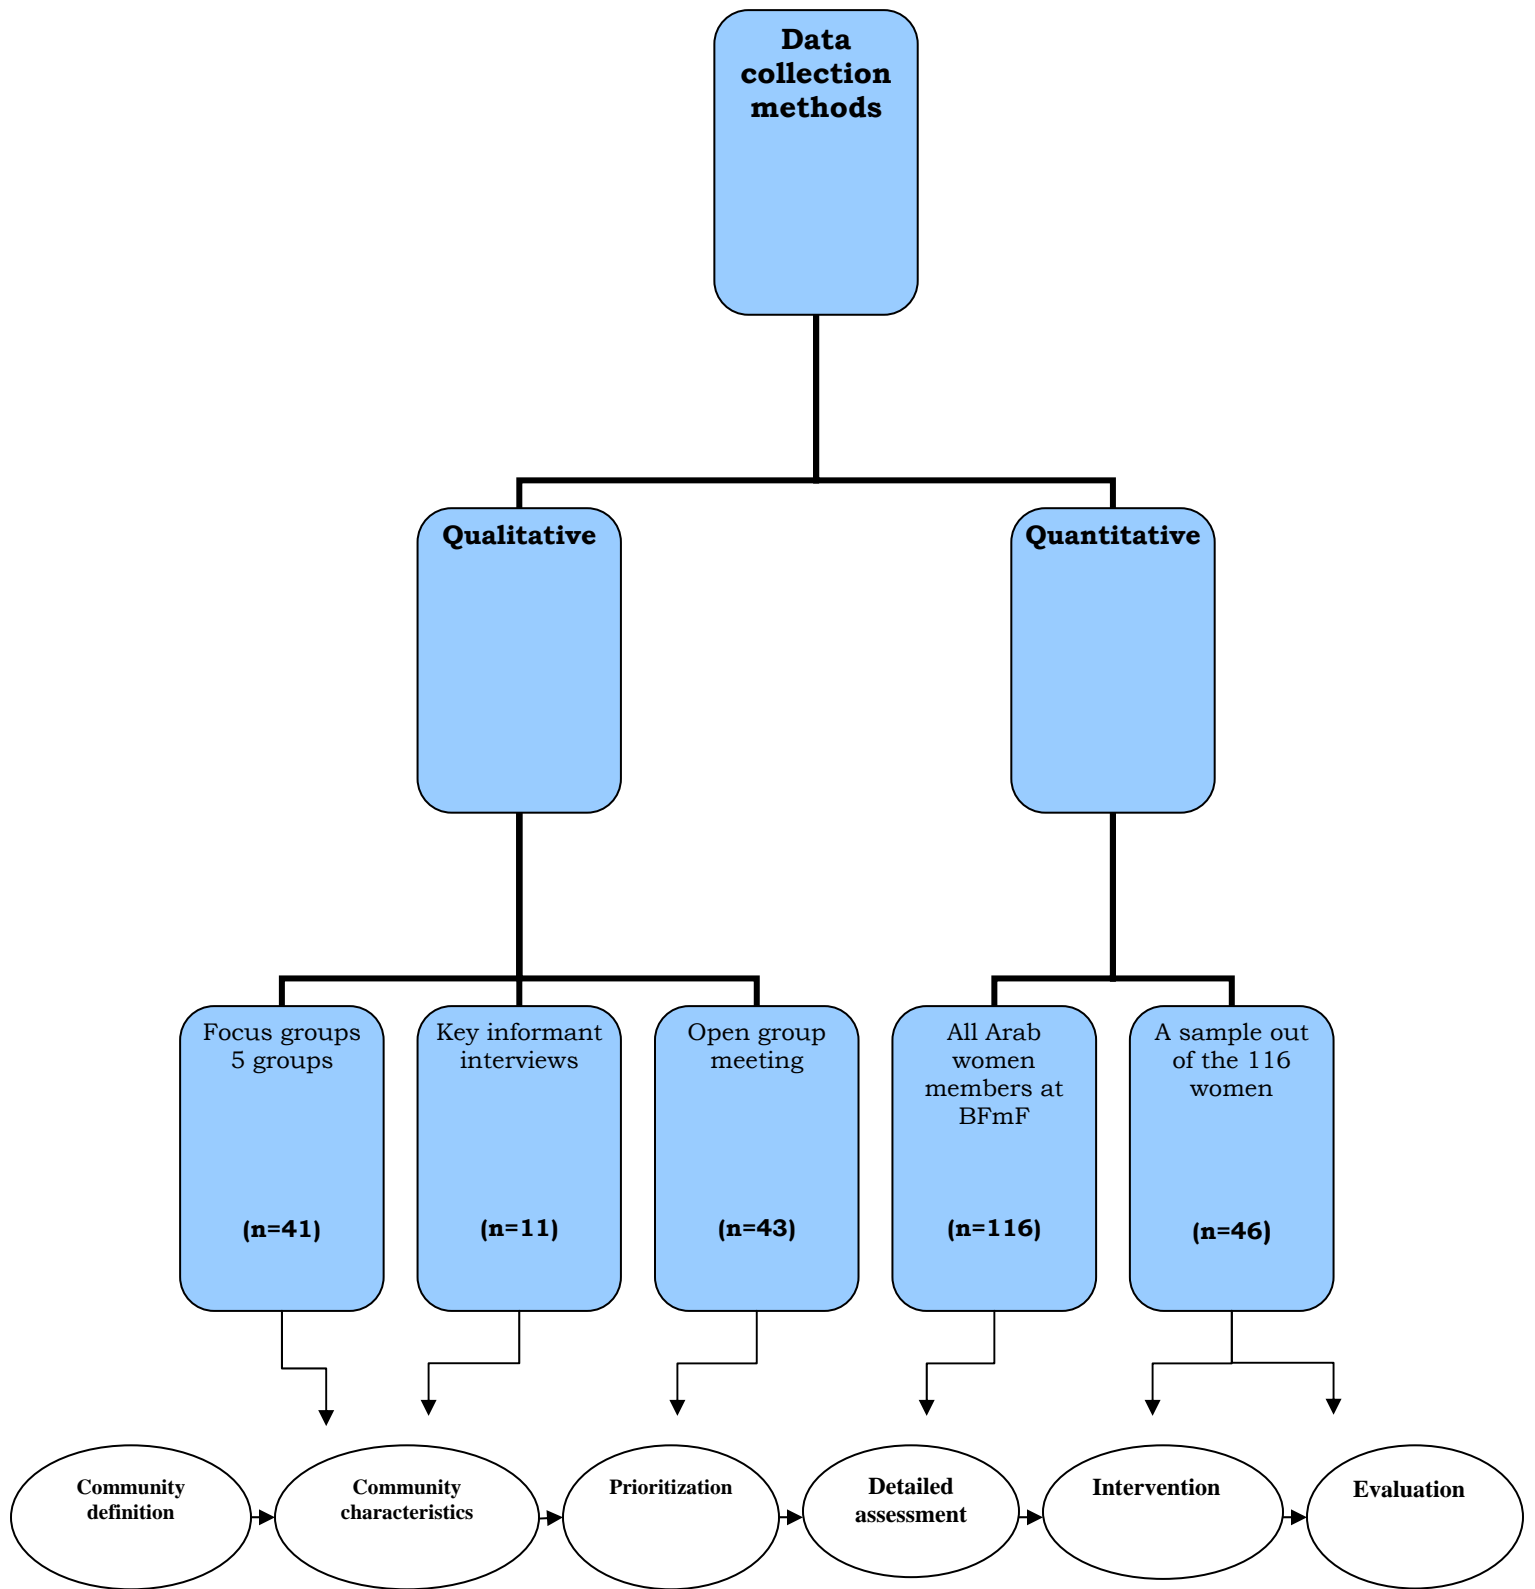 Data
collection
methods
Qualitative
Quantitative
Focus groups
5 groups
(n=41)
Key informant
interviews
(n=11)
Open group
meeting
(n=43)
All Arab
women
members at
BFmF
(n=116)
A sample out
of the 116
women
(n=46)
Community
definition
Community
characteristics
Prioritization
Detailed
assessment
Intervention
Evaluation